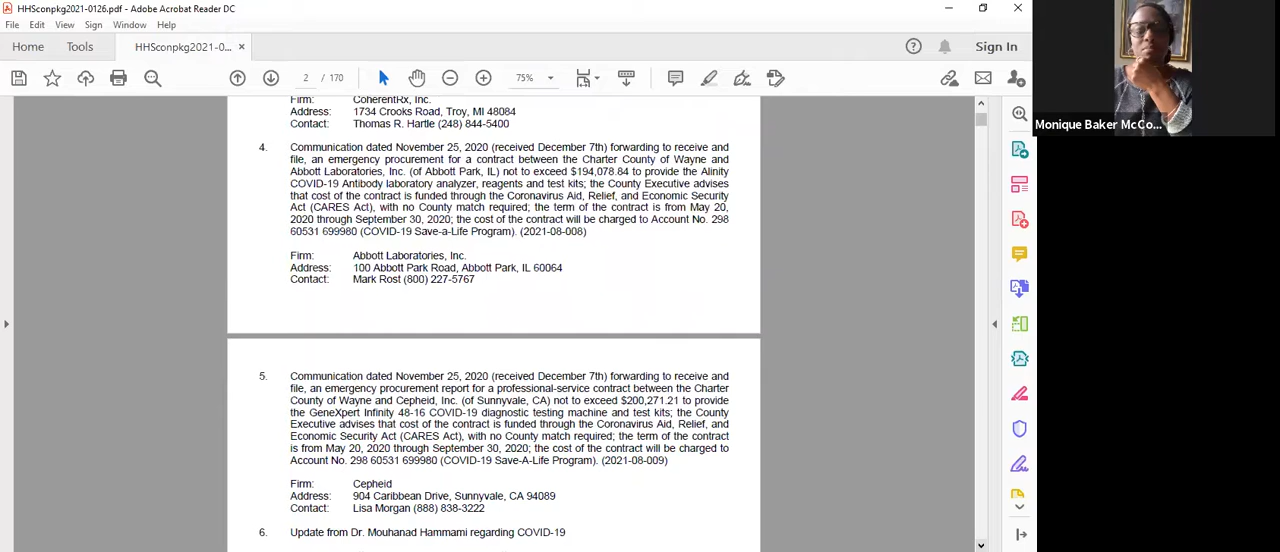 HHSconpkg2021-0126.pdf - Adobe Acrobat Reader DC
File Edit View Sign Window Help
Home Tools HHSconpkg2021-0... × Sign In
2 / 170 75%
Firm: CoherentRx, Inc.
Address: 1734 Crooks Road, Troy, MI 48084
Contact: Thomas R. Hartle (248) 844-5400
4. Communication dated November 25, 2020 (received December 7th) forwarding to receive and
file, an emergency procurement for a contract between the Charter County of Wayne and
Abbott Laboratories, Inc. (of Abbott Park, IL) not to exceed $194,078.84 to provide the Alinity
COVID-19 Antibody laboratory analyzer, reagents and test kits; the County Executive advises
that cost of the contract is funded through the Coronavirus Aid, Relief, and Economic Security
Act (CARES Act), with no County match required; the term of the contract is from May 20,
2020 through September 30, 2020; the cost of the contract will be charged to Account No. 298
60531 699980 (COVID-19 Save-a-Life Program). (2021-08-008)
Firm: Abbott Laboratories, Inc.
Address: 100 Abbott Park Road, Abbott Park, IL 60064
Contact: Mark Rost (800) 227-5767
5. Communication dated November 25, 2020 (received December 7th) forwarding to receive and
file, an emergency procurement report for a professional-service contract between the Charter
County of Wayne and Cepheid, Inc. (of Sunnyvale, CA) not to exceed $200,271.21 to provide
the GeneXpert Infinity 48-16 COVID-19 diagnostic testing machine and test kits; the County
Executive advises that cost of the contract is funded through the Coronavirus Aid, Relief, and
Economic Security Act (CARES Act), with no County match required; the term of the contract
is from May 20, 2020 through September 30, 2020; the cost of the contract will be charged to
Account No. 298 60531 699980 (COVID-19 Save-A-Life Program). (2021-08-009)
Firm: Cepheid
Address: 904 Caribbean Drive, Sunnyvale, CA 94089
Contact: Lisa Morgan (888) 838-3222
6. Update from Dr. Mouhanad Hammami regarding COVID-19
Monique Baker McCo...